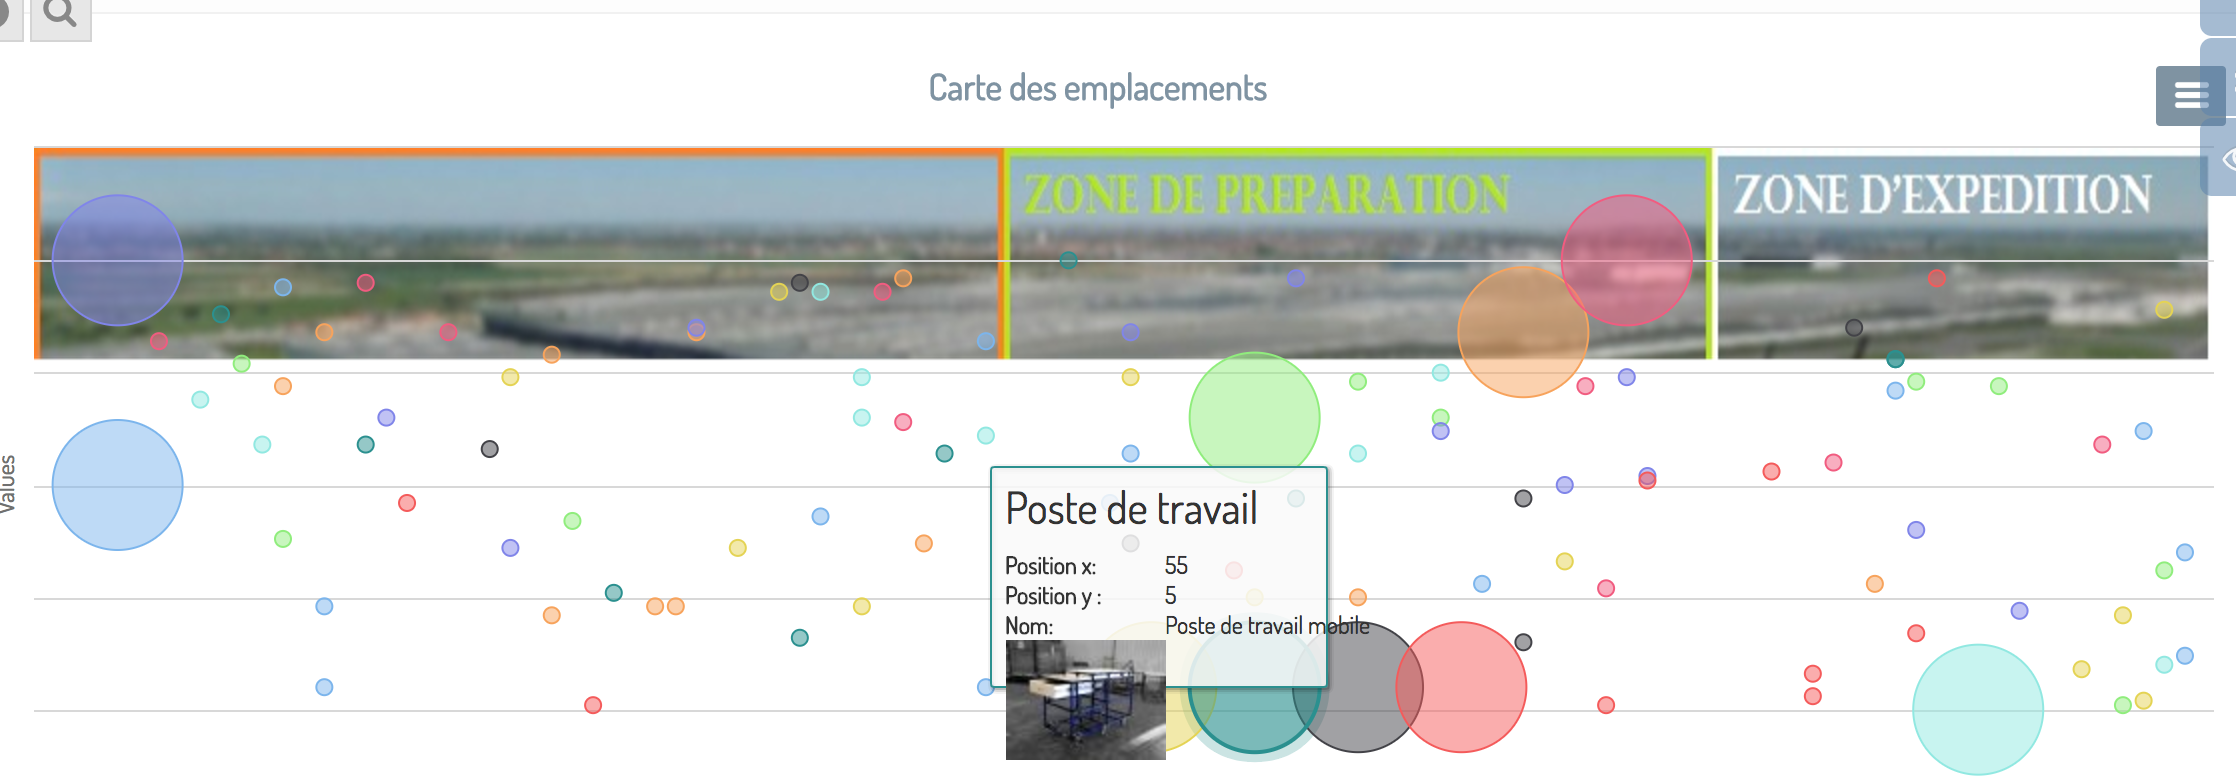 Carte des emplacements
ZONE DE PREPARATION
ZONE D'EXPEDITION
Values
Poste de travail
Position x: 55
Position y : 5
Nom: Poste de travail mobile